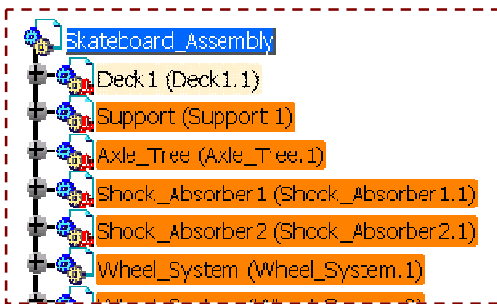 Skateboard_Assembly
Deck1 (Deck1.1)
Support (Support 1)
Axle_Tree (Axle_Tree.1)
Shock_Absorber1 (Shock_Absorber1.1)
Shock_Absorber2 (Shock_Absorber2.1)
Wheel_System (Wheel_System.1)